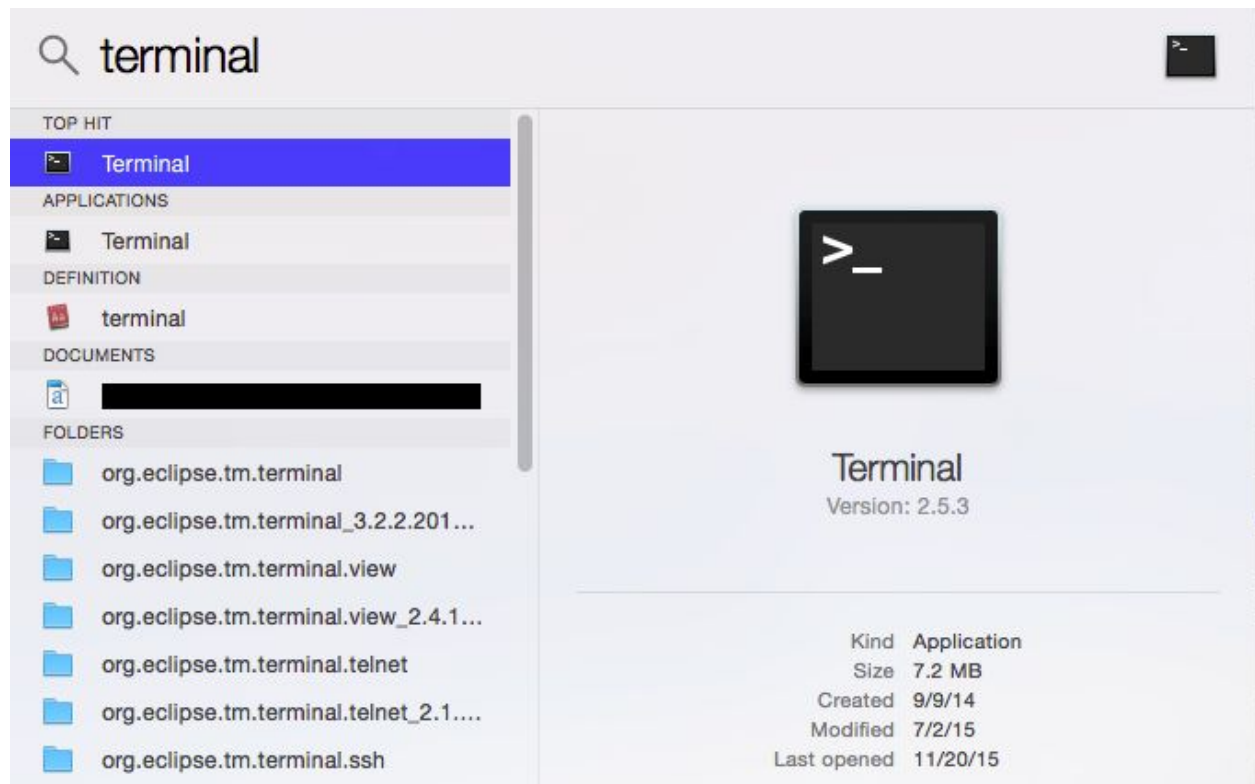 terminal
TOP HIT
Terminal
APPLICATIONS
Terminal
DEFINITION
terminal
DOCUMENTS
FOLDERS
org.eclipse.tm.terminal
org.eclipse.tm.terminal_3.2.2.201...
org.eclipse.tm.terminal.view
org.eclipse.tm.terminal.view_2.4.1...
org.eclipse.tm.terminal.telnet
org.eclipse.tm.terminal.telnet_2.1....
org.eclipse.tm.terminal.ssh
>_
Terminal
Version: 2.5.3
Kind Application
Size 7.2 MB
Created 9/9/14
Modified 7/2/15
Last opened 11/20/15